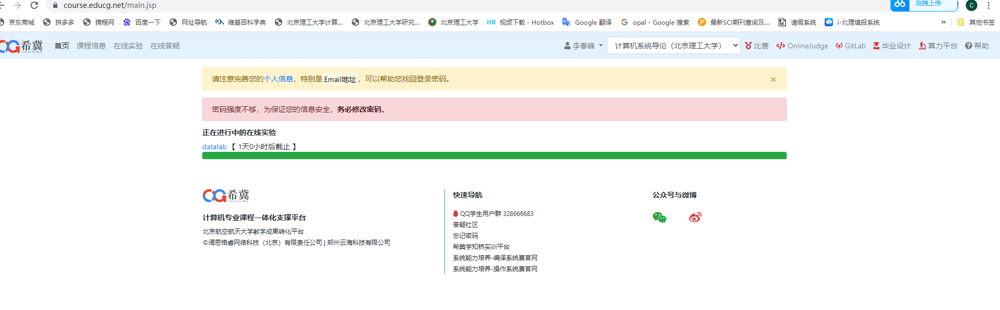 course.educg.net/main.jsp
拖拽上传
C
京东商城 拼多多 携程网 百度一下 网址导航 维基百科字典 北京理工大学计算... 北京理工大学研究... 北京理工大学 HB 视频下载 - Hotbox Google 翻译 opal - Google 搜索 最新SCI期刊查询及... 请假系统 i-北理填报系统 » 其他书签
CG希冀 首页 课程信息 在线实验 在线答疑 李春峰 计算机系统导论（北京理工大学） 比赛 OnlineJudge GitLab 毕业设计 算力平台 帮助
请注意完善您的个人信息，特别是 Email地址 ，可以帮助您找回登录密码。 ×
密码强度不够，为保证您的信息安全，务必修改密码。
正在进行中的在线实验
datalab 【 1天0小时后截止 】
CG希冀
计算机专业课程一体化支撑平台
北京航空航天大学教学成果转化平台
©阔思格睿网络科技（北京）有限责任公司 | 郑州云海科技有限公司
快速导航
QQ学生用户群 328666683
答疑社区
忘记密码
希冀学知桥实训平台
系统能力培养-编译系统赛官网
系统能力培养-操作系统赛官网
公众号与微博